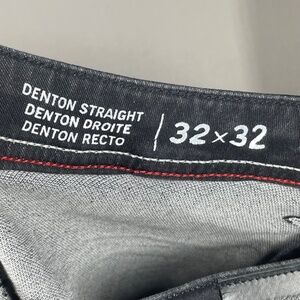 DENTON STRAIGHT
DENTON DROITE
DENTON RECTO
32×32